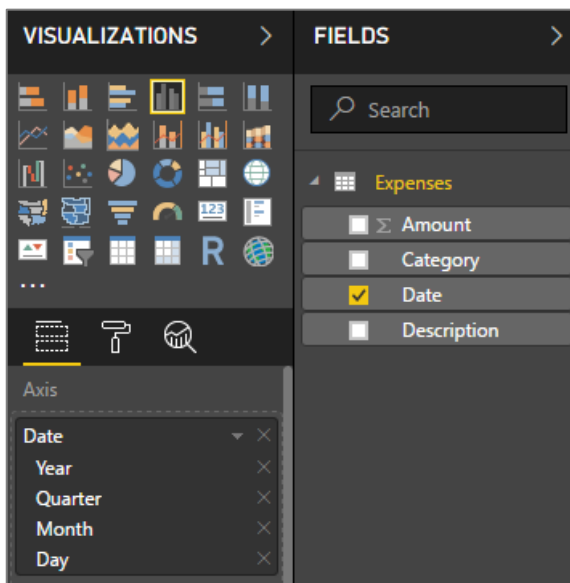 VISUALIZATIONS
FIELDS
Search
Expenses
Σ Amount
Category
Date
Description
123
R
...
Axis
Date
Year
Quarter
Month
Day